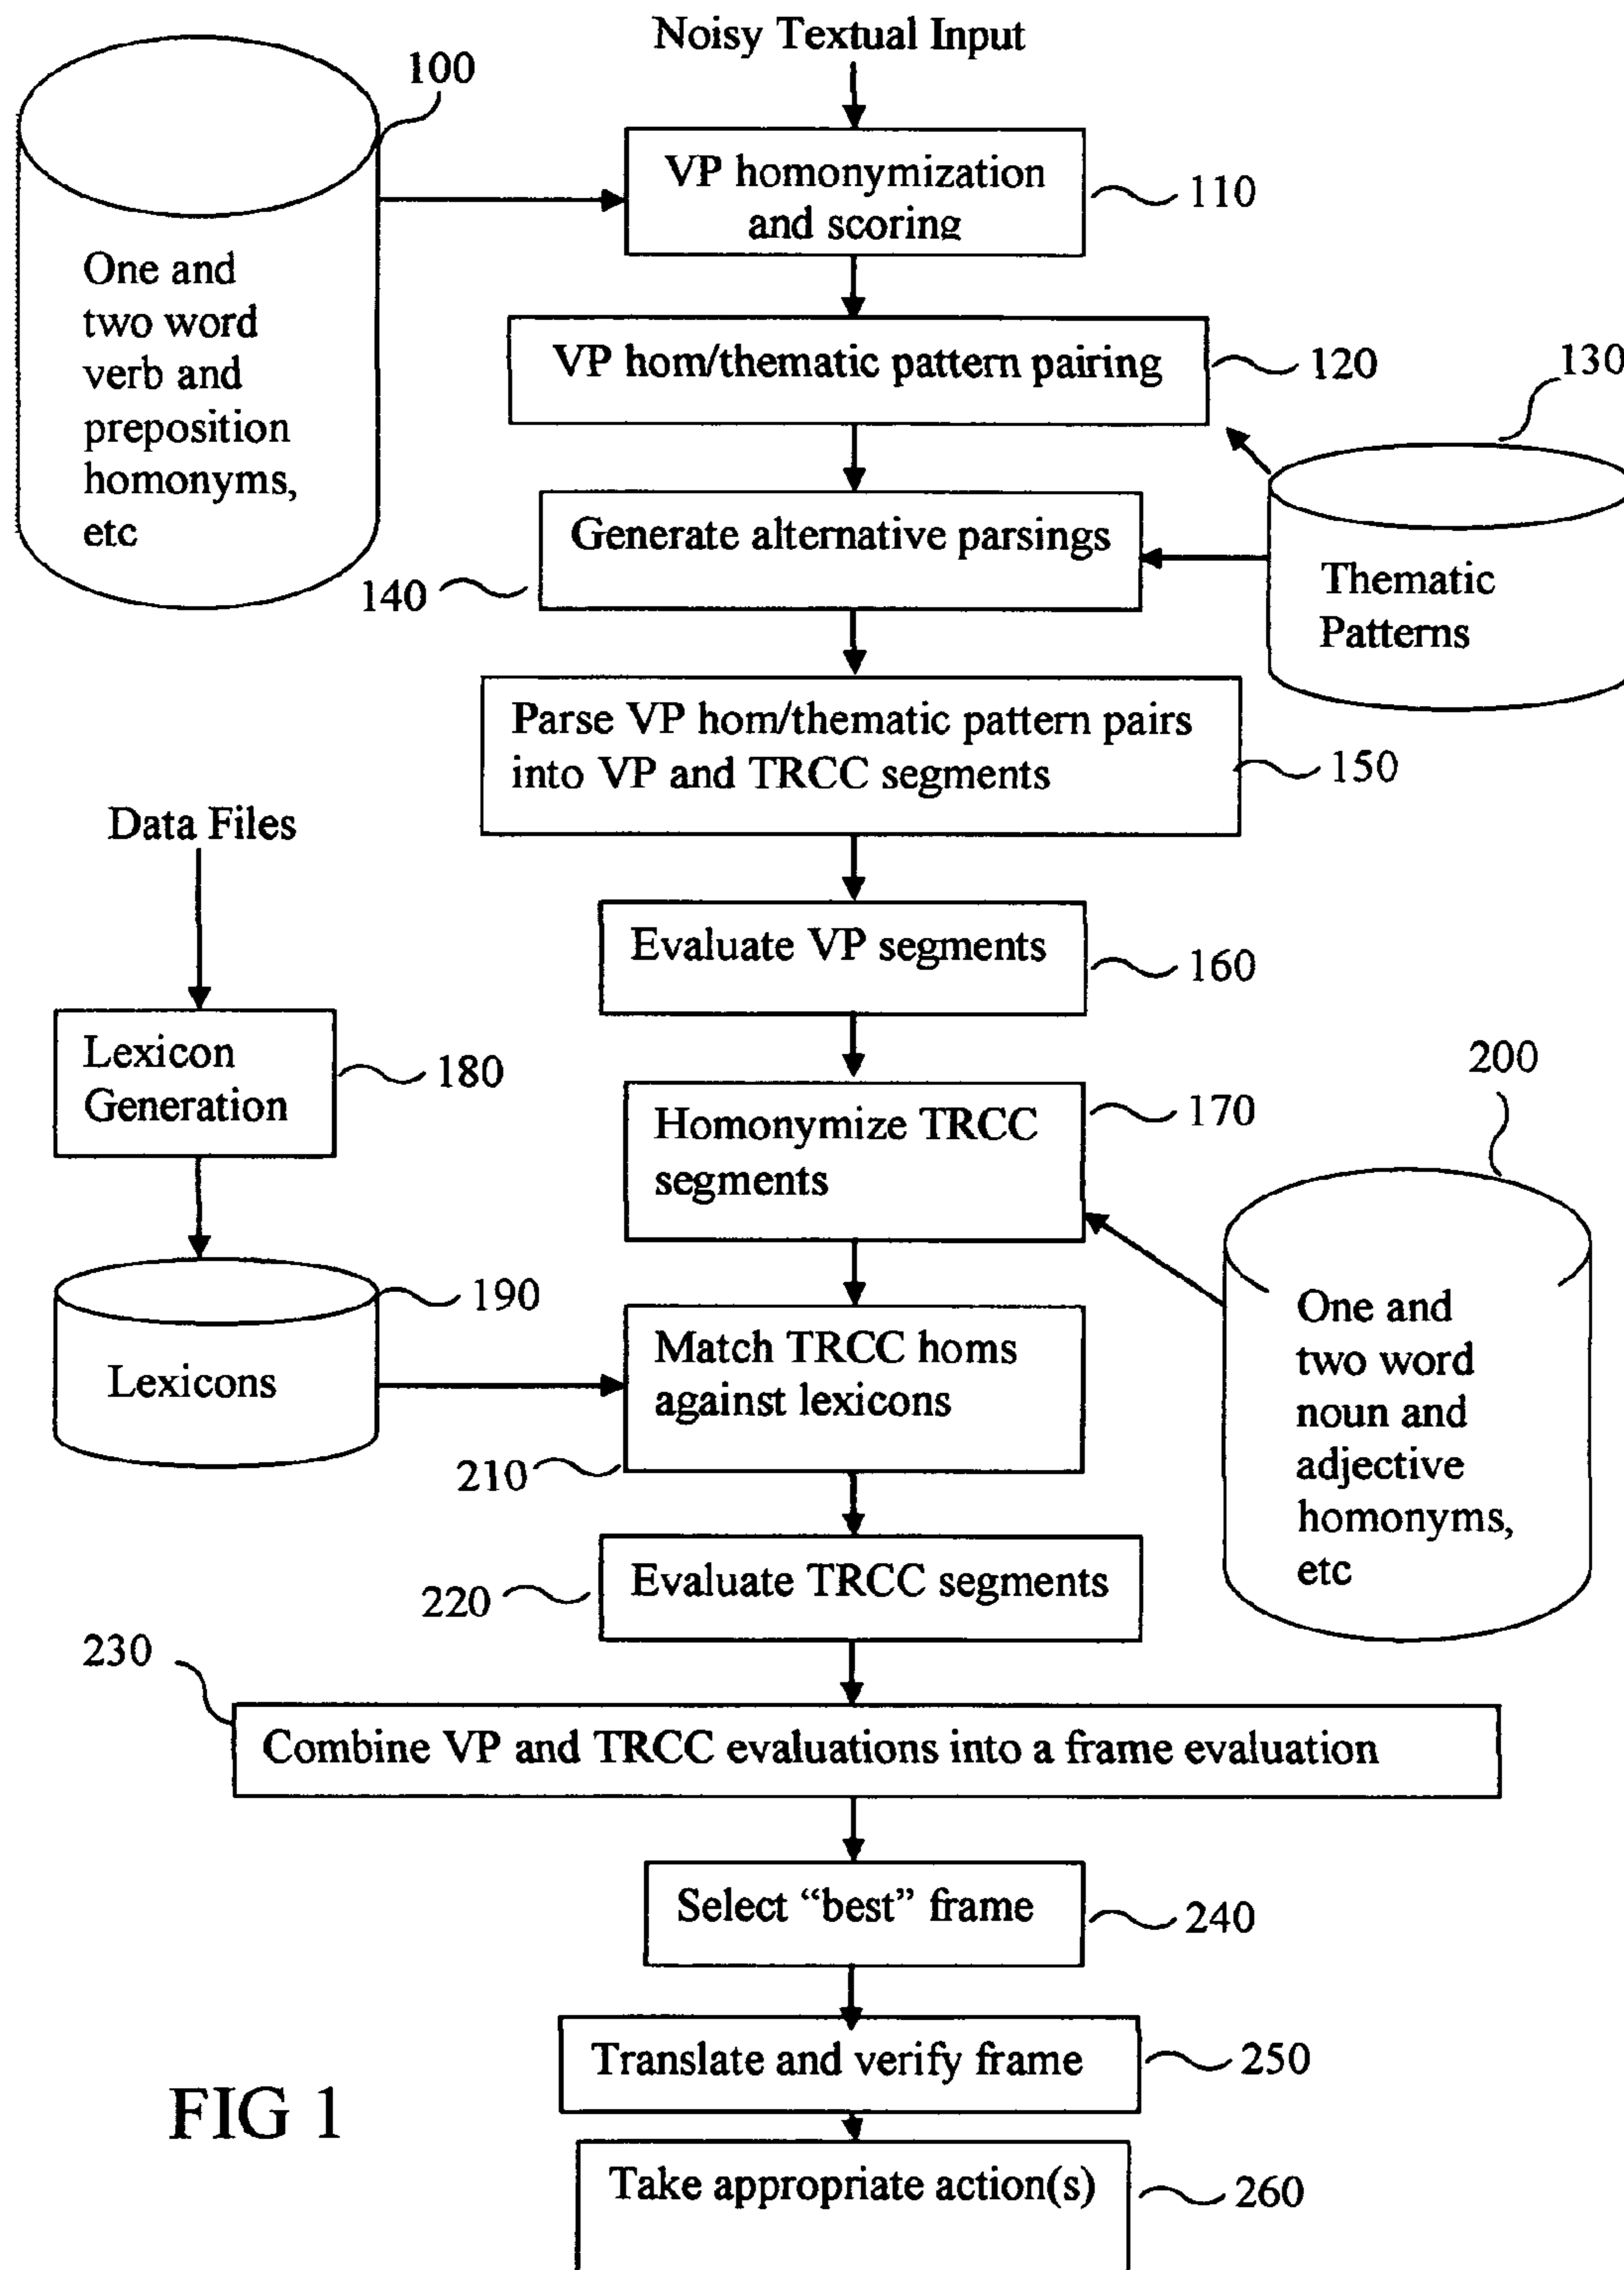 Noisy Textual Input
100
VP homonymization
and scoring
110
One and
two word
verb and
preposition
homonyms,
etc
VP hom/thematic pattern pairing
120
130
Generate alternative parsings
140
Thematic
Patterns
Parse VP hom/thematic pattern pairs
into VP and TRCC segments
150
Data Files
Evaluate VP segments
160
Lexicon
Generation
180
Homonymize TRCC
segments
170
200
190
Lexicons
Match TRCC homs
against lexicons
210
One and
two word
noun and
adjective
homonyms,
etc
Evaluate TRCC segments
220
230
Combine VP and TRCC evaluations into a frame evaluation
Select “best” frame
240
Translate and verify frame
250
FIG 1
Take appropriate action(s)
260